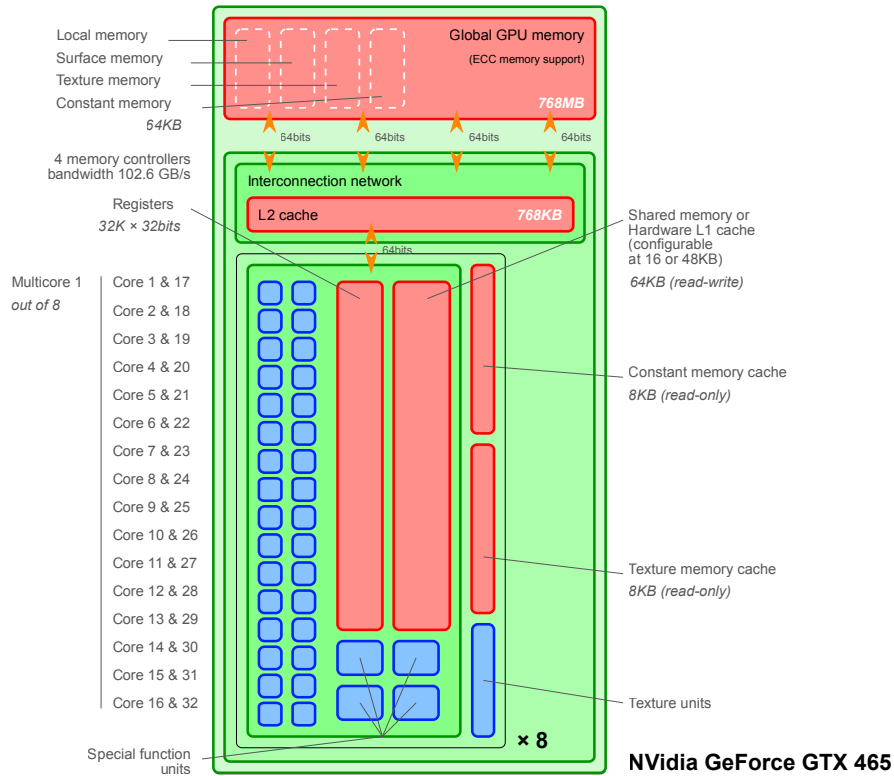 Local memory
Surface memory
Texture memory
Constant memory
64KB
Global GPU memory
(ECC memory support)
768MB
64bits
64bits
64bits
64bits
4 memory controllers
bandwidth 102.6 GB/s
Interconnection network
L2 cache
768KB
64bits
Registers
32K × 32bits
Shared memory or
Hardware L1 cache
(configurable
at 16 or 48KB)
64KB (read-write)
Multicore 1
out of 8
Core 1 & 17
Core 2 & 18
Core 3 & 19
Core 4 & 20
Core 5 & 21
Core 6 & 22
Core 7 & 23
Core 8 & 24
Core 9 & 25
Core 10 & 26
Core 11 & 27
Core 12 & 28
Core 13 & 29
Core 14 & 30
Core 15 & 31
Core 16 & 32
Constant memory cache
8KB (read-only)
Texture memory cache
8KB (read-only)
Texture units
Special function
units
× 8
NVidia GeForce GTX 465